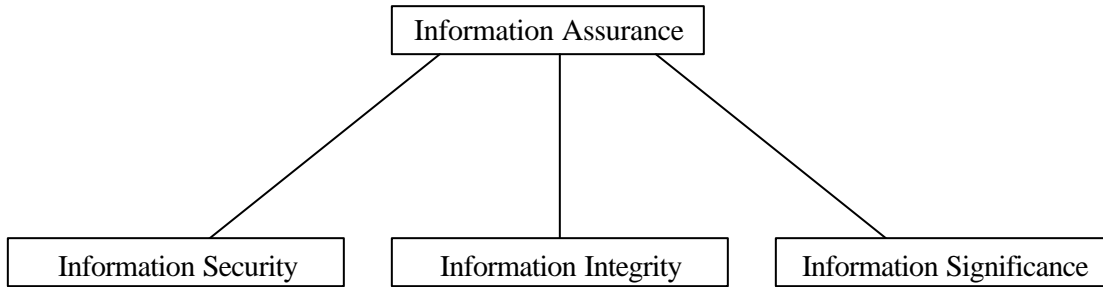 Information Assurance
Information Security
Information Integrity
Information Significance